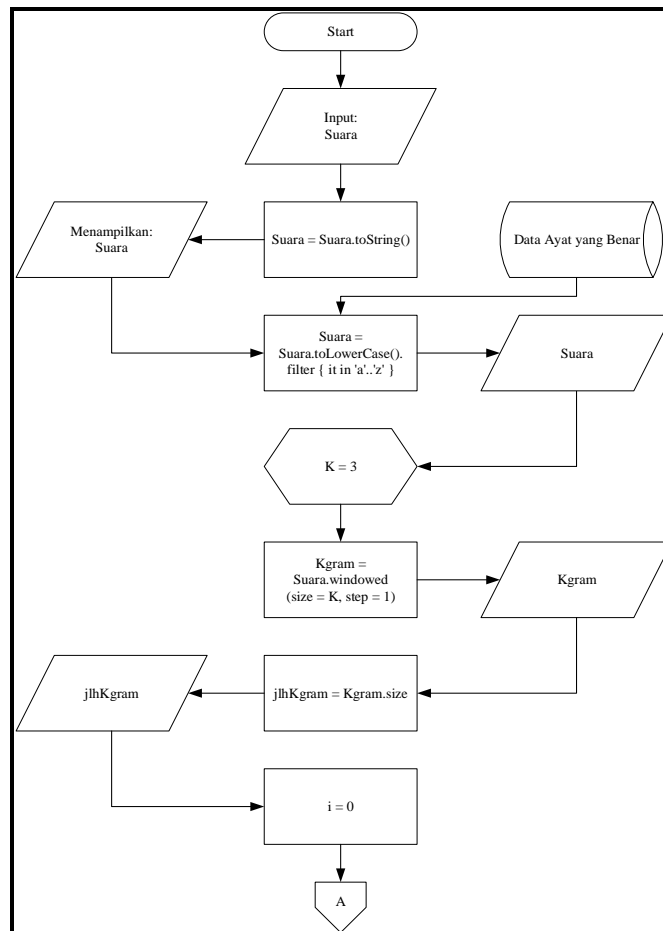 Start
Input:
Suara
Suara = Suara.toString()
Menampilkan:
Suara
Data Ayat yang Benar
Suara =
Suara.toLowerCase().
filter { it in 'a'..'z' }
Suara
K = 3
Kgram =
Suara.windowed
(size = K, step = 1)
Kgram
jlhKgram = Kgram.size
jlhKgram
i = 0
A